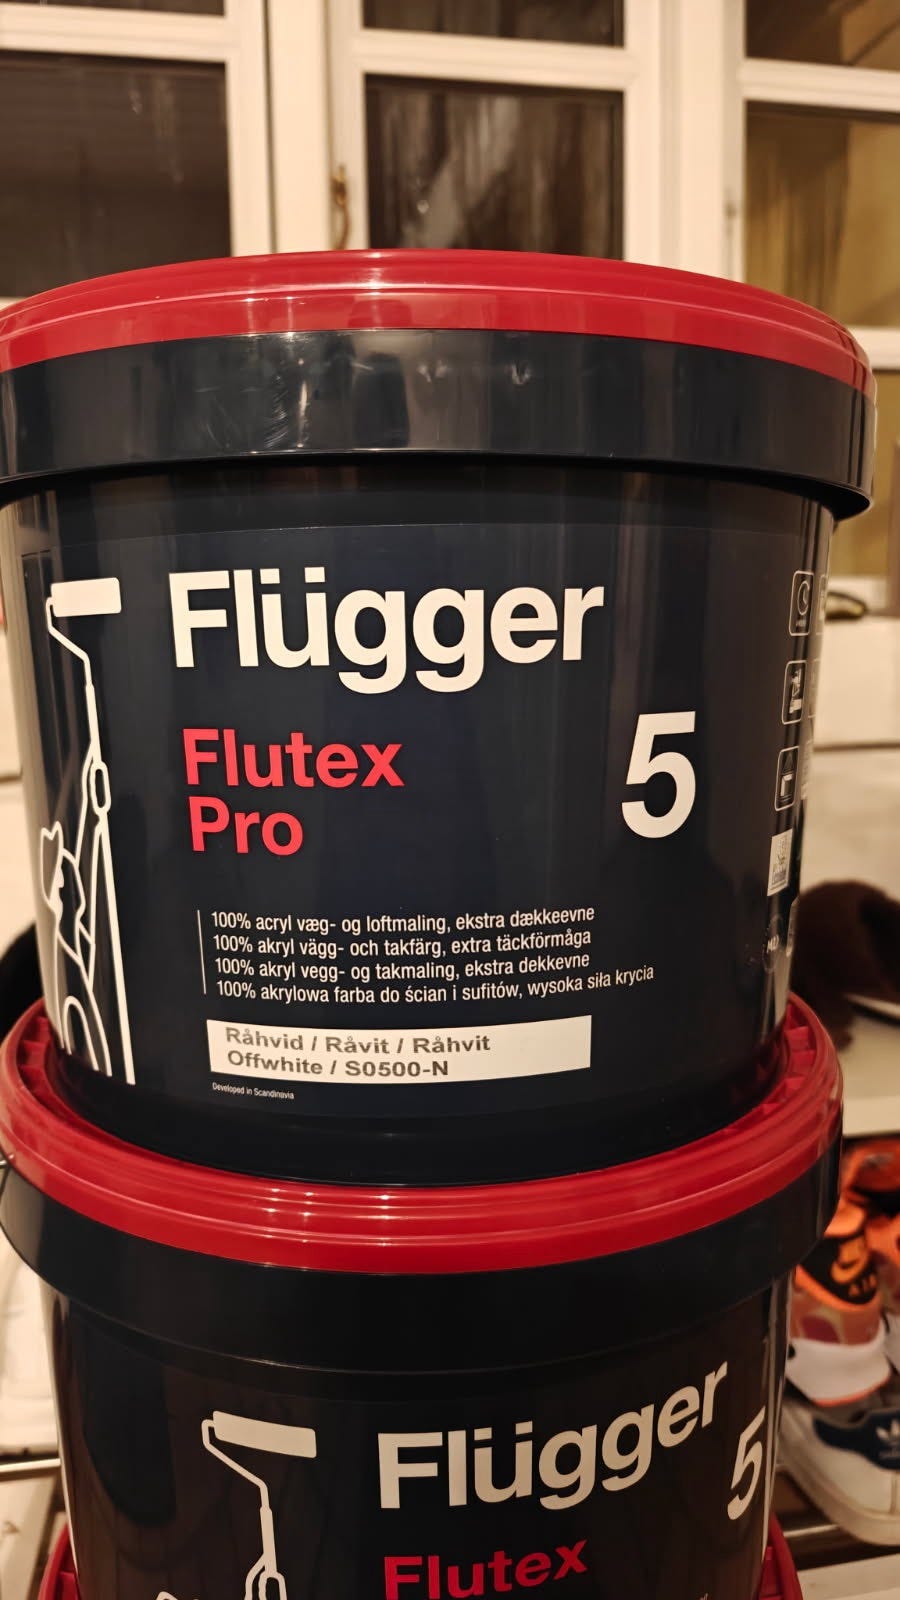 Flügger
Flutex
Pro
5
100% acryl væg- og loftmaling, ekstra dækkeevne
100% akryl vägg- och takfärg, extra täckförmåga
100% akryl vegg- og takmaling, ekstra dekkevne
100% akrylowa farba do ścian i sufitów, wysoka siła krycia
Råhvid / Råvit / Råhvit
Offwhite / S0500-N
Developed in Scandinavia
Flügger
5
Flutex